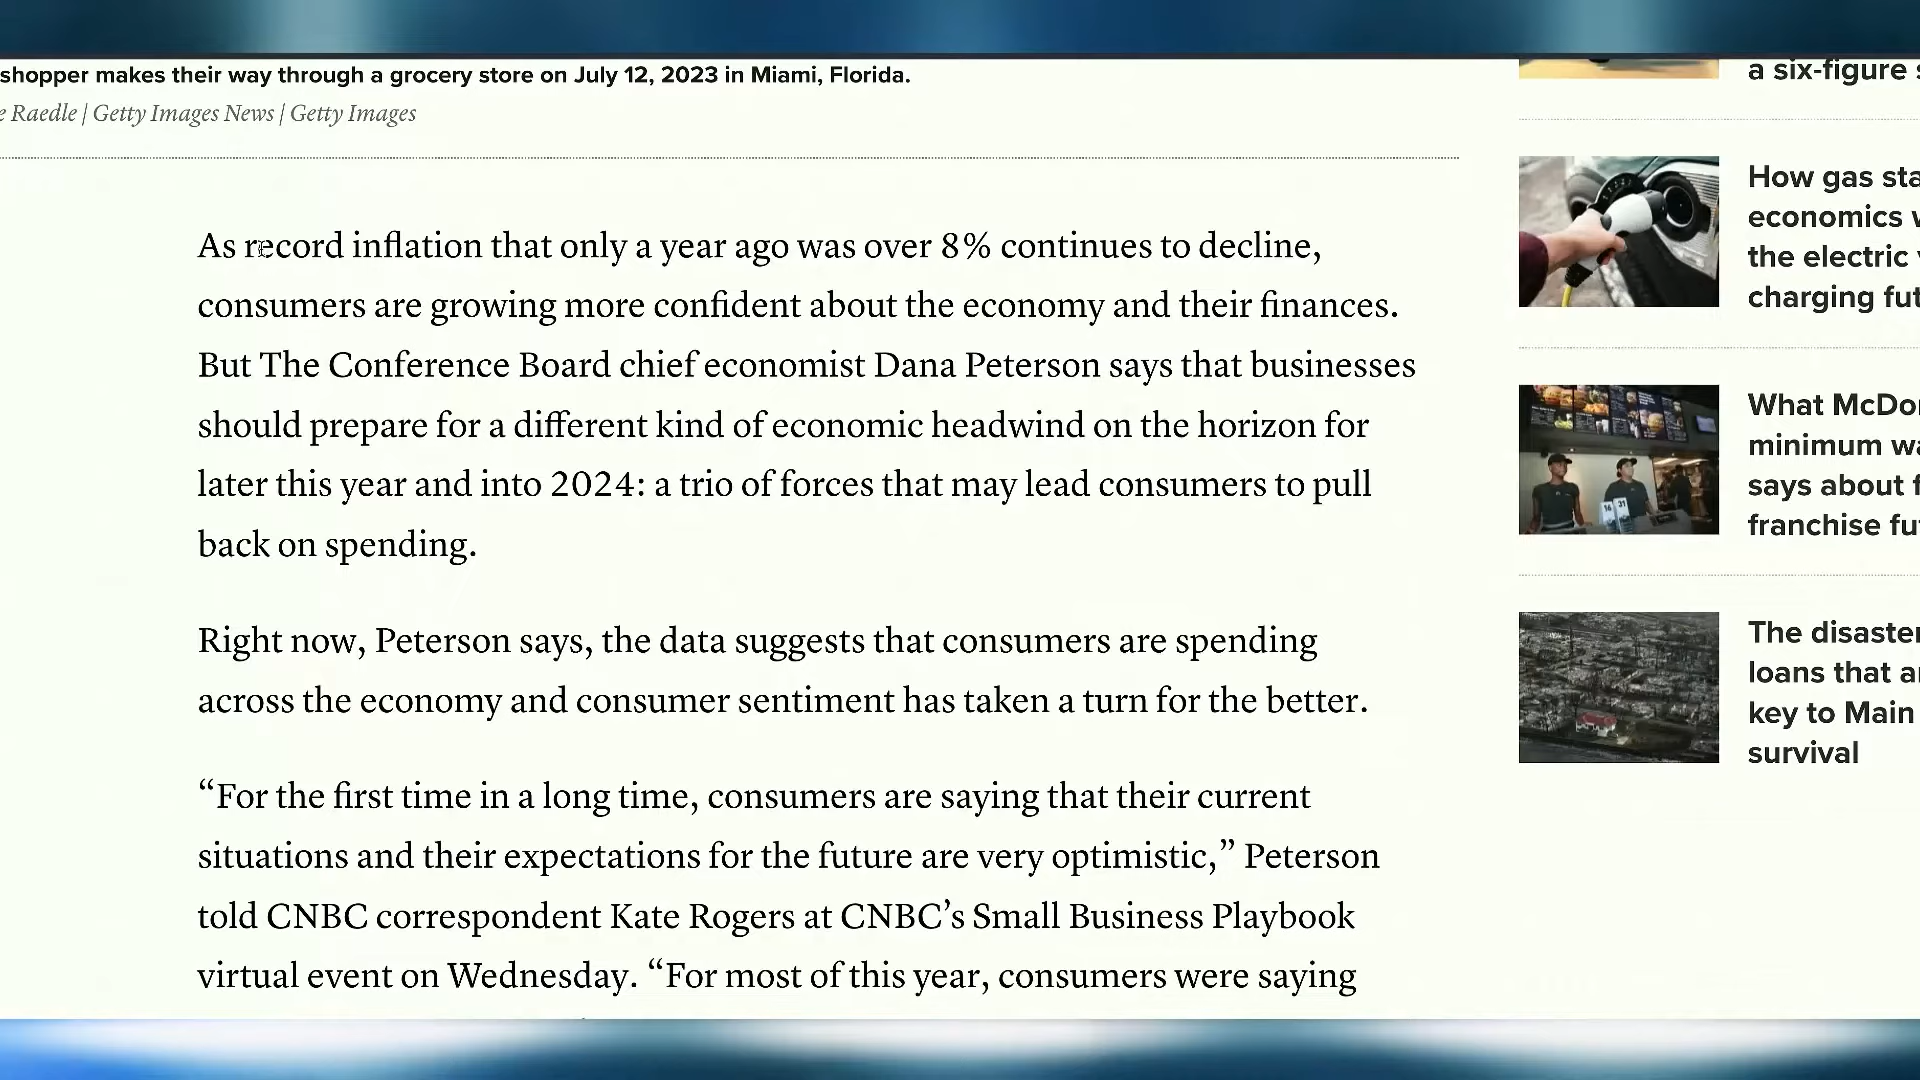 shopper makes their way through a grocery store on July 12, 2023 in Miami, Florida.
Raedle | Getty Images News | Getty Images
As record inflation that only a year ago was over 8% continues to decline,
consumers are growing more confident about the economy and their finances.
But The Conference Board chief economist Dana Peterson says that businesses
should prepare for a different kind of economic headwind on the horizon for
later this year and into 2024: a trio of forces that may lead consumers to pull
back on spending.
Right now, Peterson says, the data suggests that consumers are spending
across the economy and consumer sentiment has taken a turn for the better.
“For the first time in a long time, consumers are saying that their current
situations and their expectations for the future are very optimistic,” Peterson
told CNBC correspondent Kate Rogers at CNBC’s Small Business Playbook
virtual event on Wednesday. “For most of this year, consumers were saying
a six-figure
How gas
economics
the electric
charging
What
minimum
says about
franchise
The
loans that
key to Main
survival